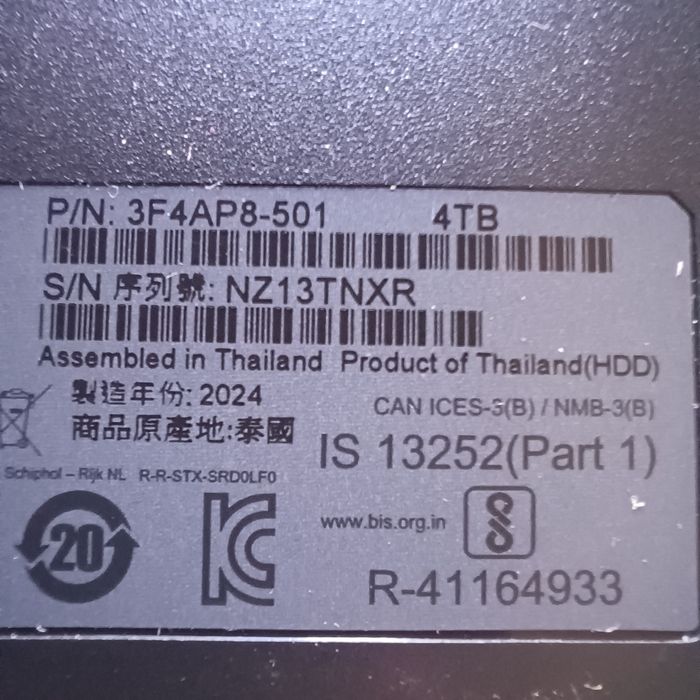 P/N: 3F4AP8-501 4TB
S/N 序列號: NZ13TNXR
Assembled in Thailand Product of Thailand(HDD)
製造年份: 2024
CAN ICES-3(B) / NMB-3(B)
商品原產地:泰國
IS 13252(Part 1)
Schiphol – Rijk NL R-R-STX-SRD0LF0
www.bis.org.in
20
R-41164933